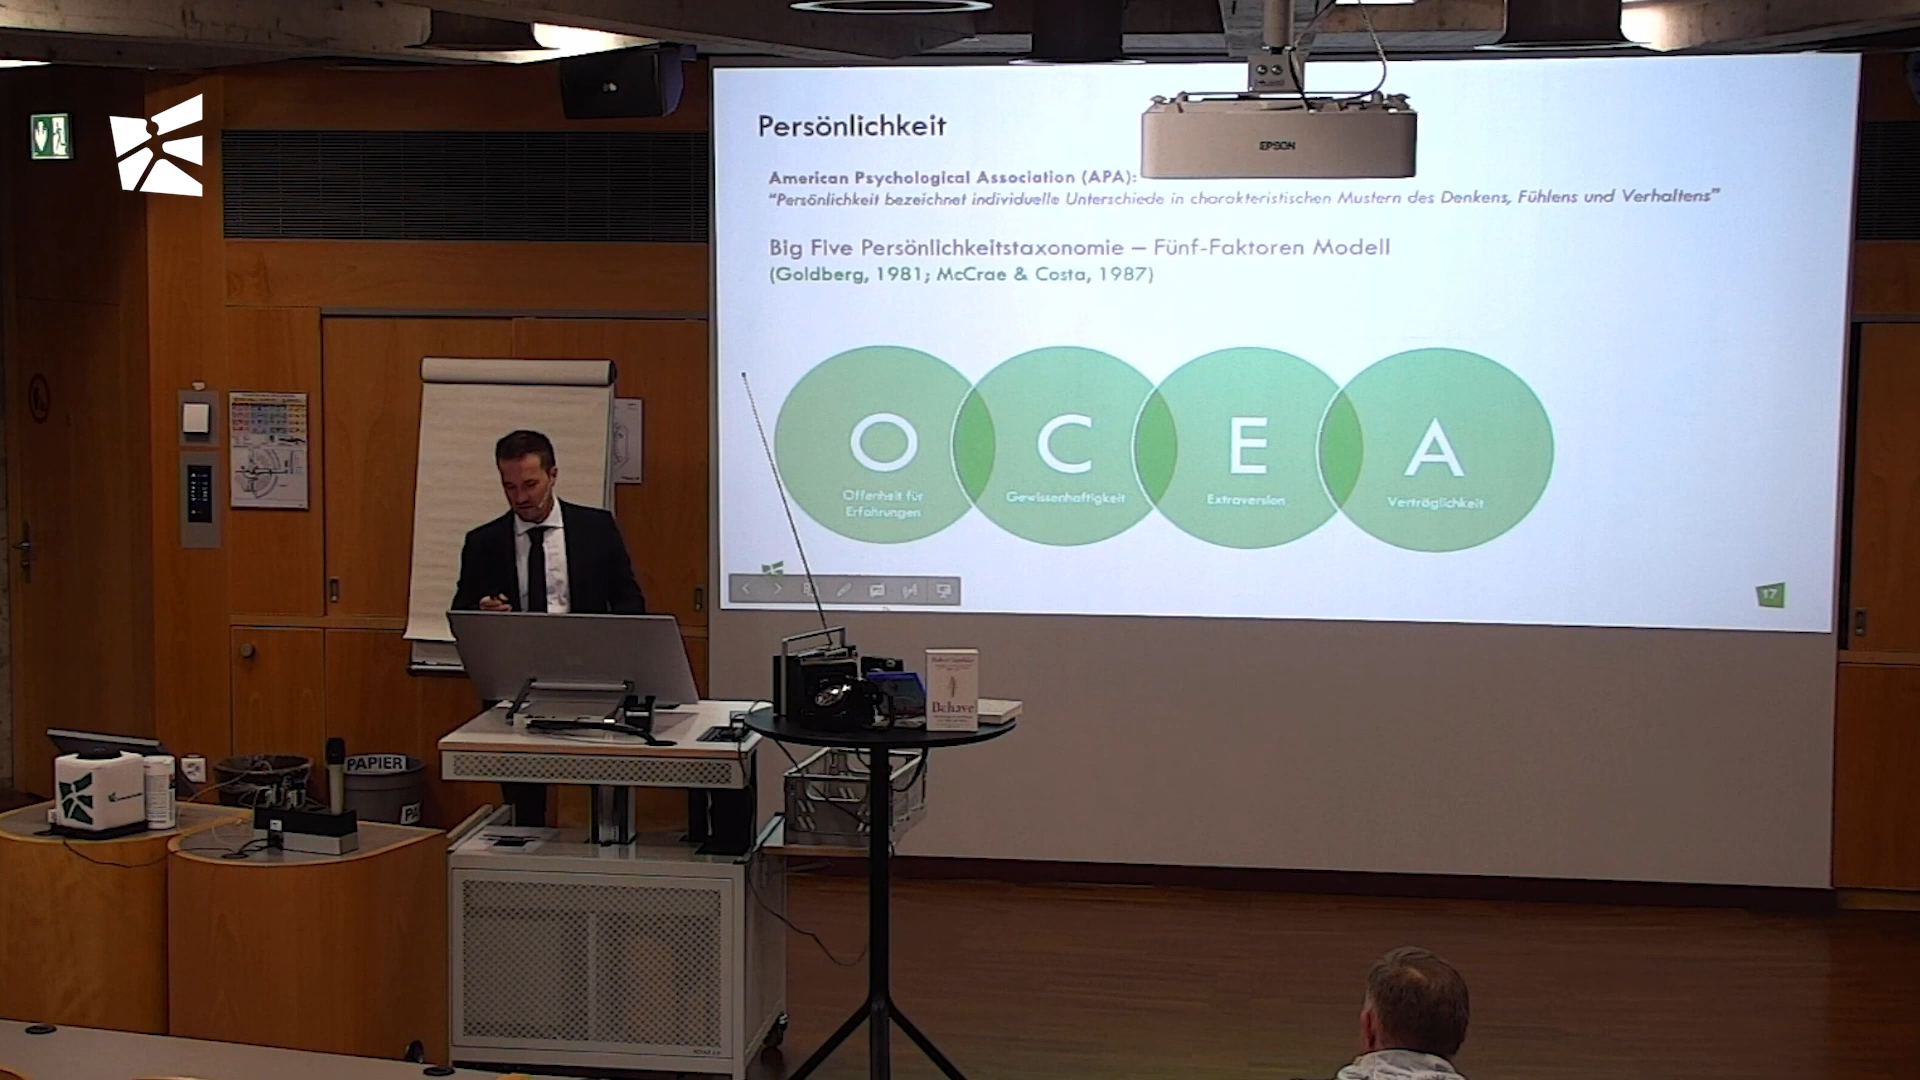 Persönlichkeit
EPSON
American Psychological Association (APA):
"Persönlichkeit bezeichnet individuelle Unterschiede in charakteristischen Mustern des Denkens, Fühlens und Verhaltens"
Big Five Persönlichkeitstaxonomie – Fünf-Faktoren Modell
(Goldberg, 1981; McCrae & Costa, 1987)
O
C
E
A
Offenheit für
Erfahrungen
Gewissenhaftigkeit
Extraversion
Verträglichkeit
17
Behave
PAPIER
PA